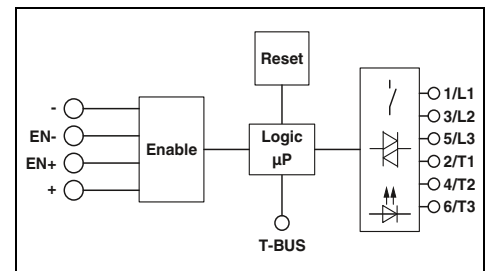 Reset
-
EN-
EN+
+
Enable
Logic
µP
T-BUS
1/L1
3/L2
5/L3
2/T1
4/T2
6/T3